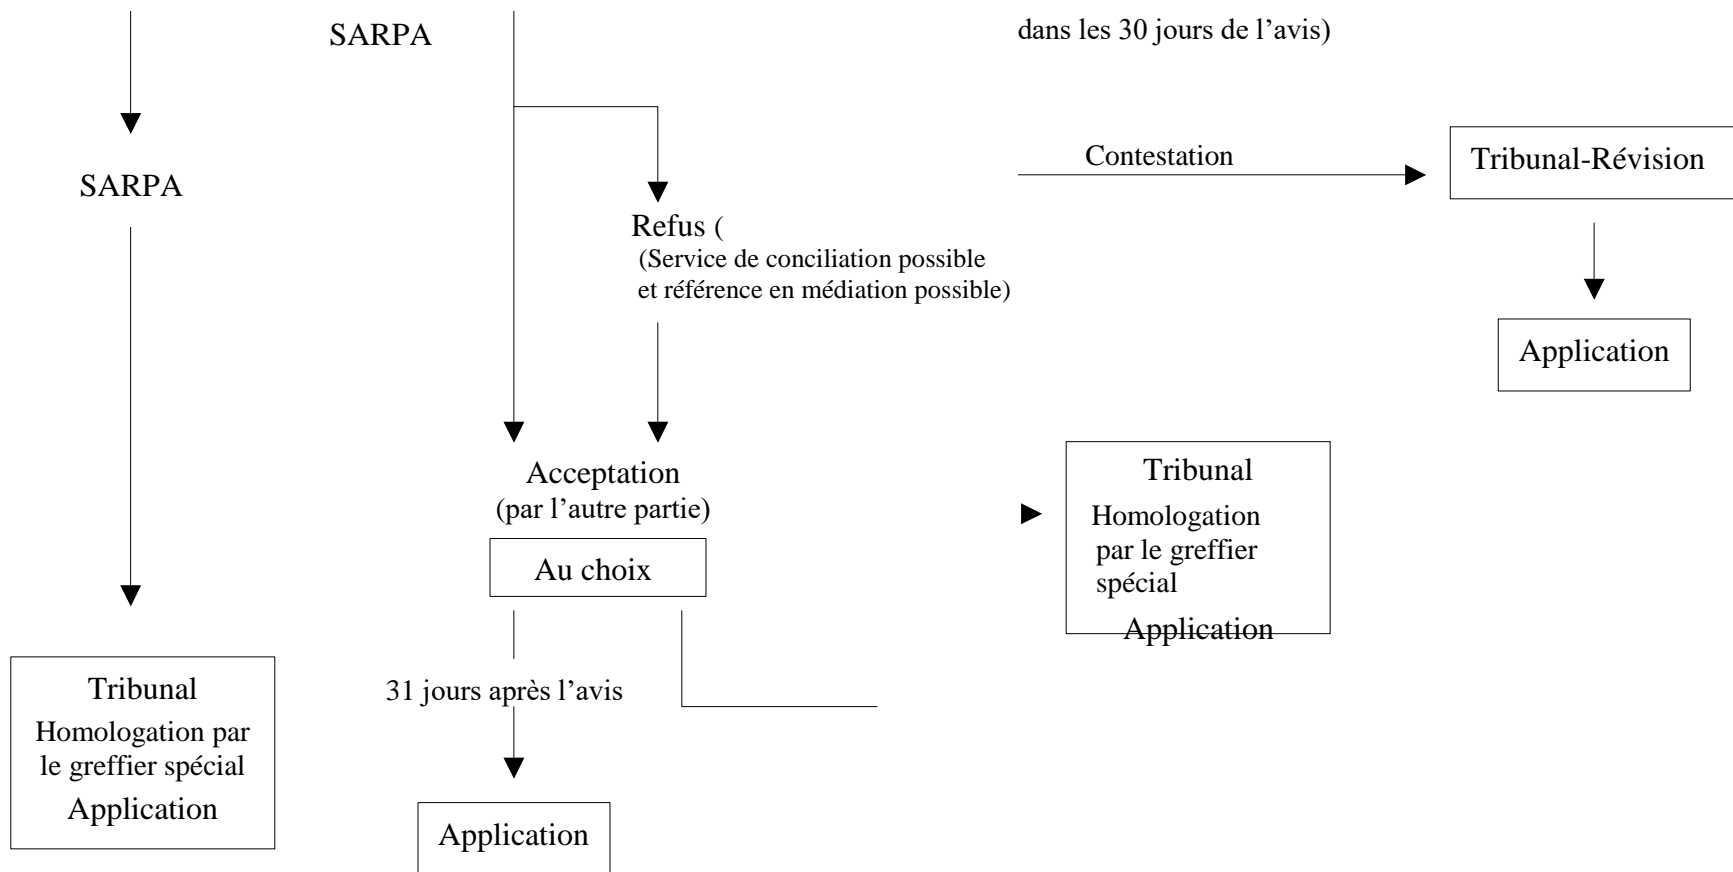 SARPA
dans les 30 jours de l’avis)
Contestation
Tribunal-Révision
SARPA
Refus (
(Service de conciliation possible
et référence en médiation possible)
Application
Acceptation
(par l’autre partie)
Au choix
Tribunal
Homologation
par le greffier
spécial
Application
31 jours après l’avis
Tribunal
Homologation par
le greffier spécial
Application
Application